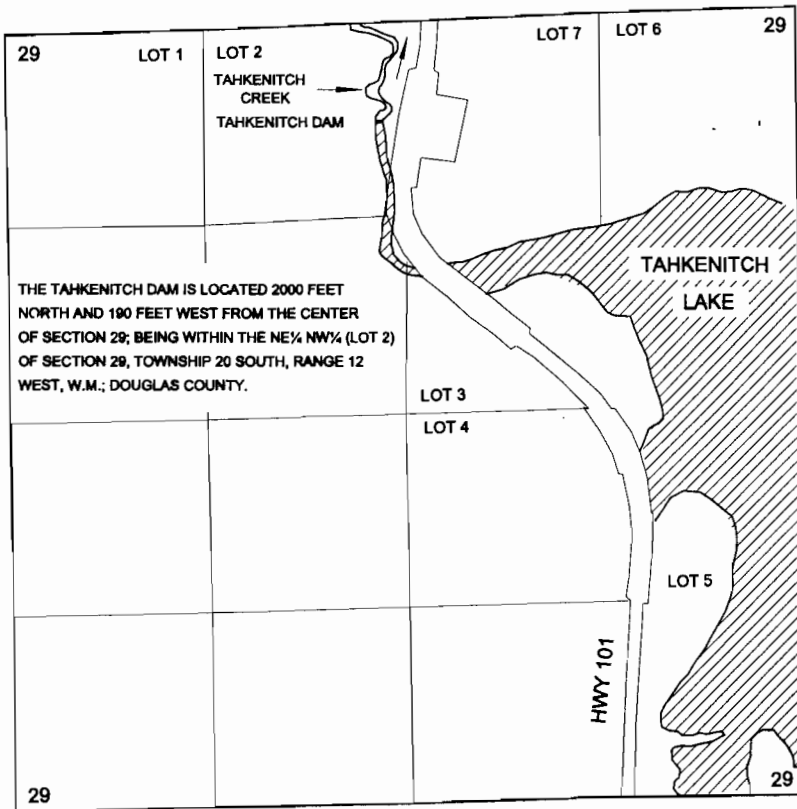 29
LOT 1
LOT 2
LOT 7
LOT 6
29
TAHKENITCH
CREEK
TAHKENITCH DAM
TAHKENITCH
LAKE
THE TAHKENITCH DAM IS LOCATED 2000 FEET
NORTH AND 190 FEET WEST FROM THE CENTER
OF SECTION 29; BEING WITHIN THE NE¼ NW¼ (LOT 2)
OF SECTION 29, TOWNSHIP 20 SOUTH, RANGE 12
WEST, W.M.; DOUGLAS COUNTY.
LOT 3
LOT 4
LOT 5
HWY 101
29
29